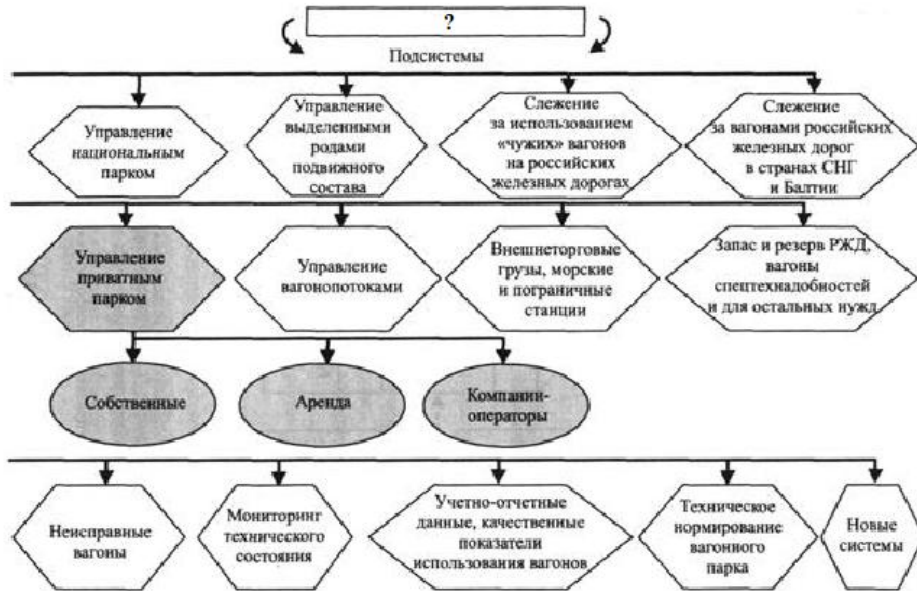 ?
Подсистемы
Управление
национальным
парком
Управление
выделенными
родами
подвижного
состава
Слежение
за использованием
«чужих» вагонов
на российских
железных дорогах
Слежение
за вагонами российских
железных дорог
в странах СНГ
и Балтии
Управление
приватным
парком
Управление
вагонопотоками
Внешнеторговые
грузы, морские
и пограничные
станции
Запас и резерв РЖД,
вагоны
спецтехнадобностей
и для остальных нужд
Собственные
Аренда
Компании-
операторы
Неисправные
вагоны
Мониторинг
технического
состояния
Учетно-отчетные
данные, качественные
показатели
использования вагонов
Техническое
нормирование
вагонного
парка
Новые
системы